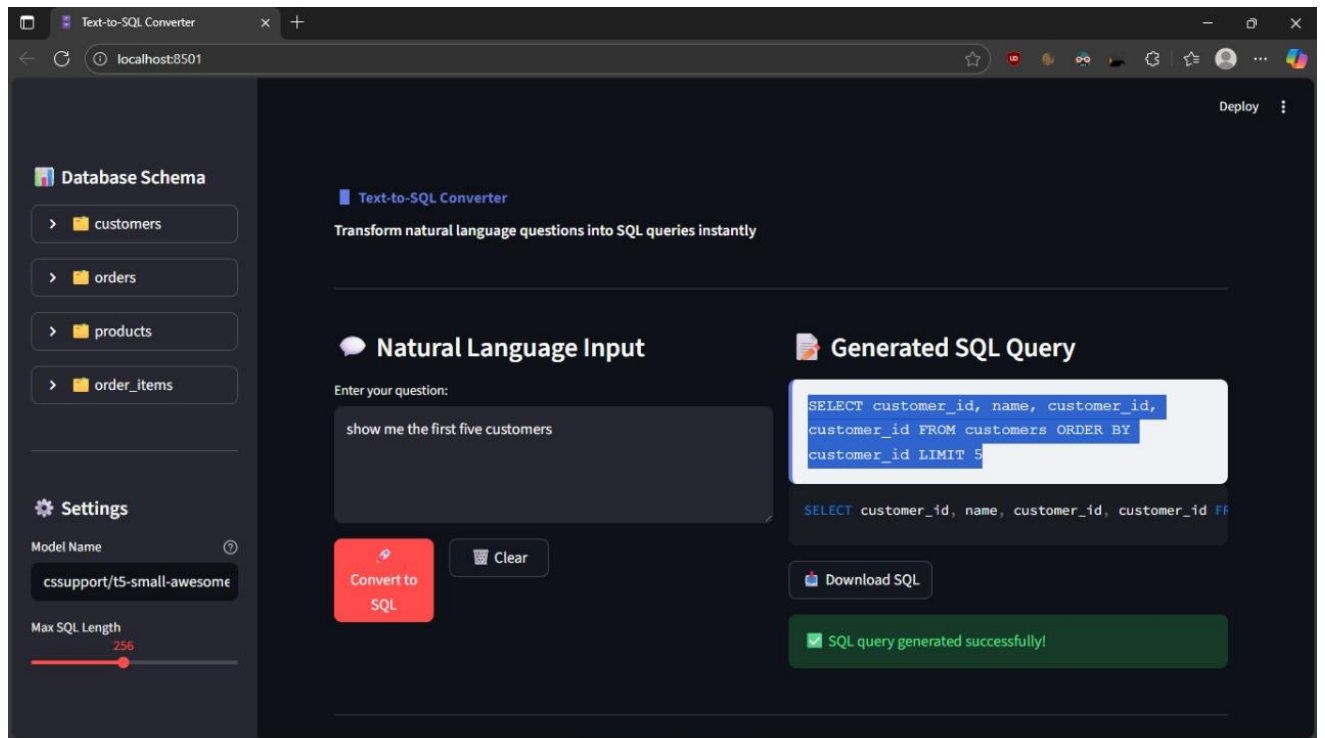 Text-to-SQL Converter
localhost:8501
Deploy
Database Schema
customers
orders
products
order_items
Settings
Model Name
cssupport/t5-small-awesome
Max SQL Length
256
Text-to-SQL Converter
Transform natural language questions into SQL queries instantly
Natural Language Input
Enter your question:
show me the first five customers
Convert to
SQL
Clear
Generated SQL Query
SELECT customer_id, name, customer_id,
customer_id FROM customers ORDER BY
customer_id LIMIT 5
SELECT customer_id, name, customer_id, customer_id FR
Download SQL
SQL query generated successfully!